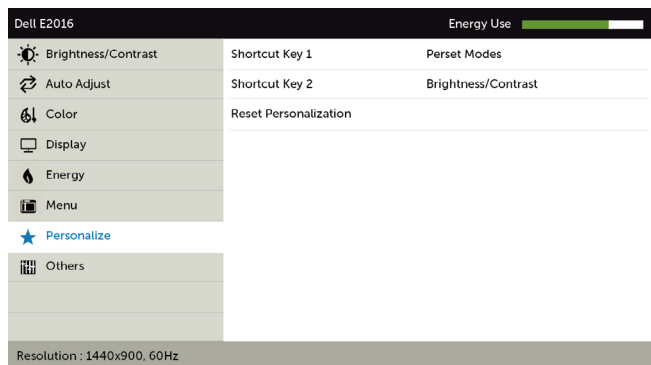 Dell E2016 Energy Use
Brightness/Contrast Shortcut Key 1 Perset Modes
Auto Adjust Shortcut Key 2 Brightness/Contrast
Color Reset Personalization
Display
Energy
Menu
Personalize
Others
Resolution : 1440x900, 60Hz